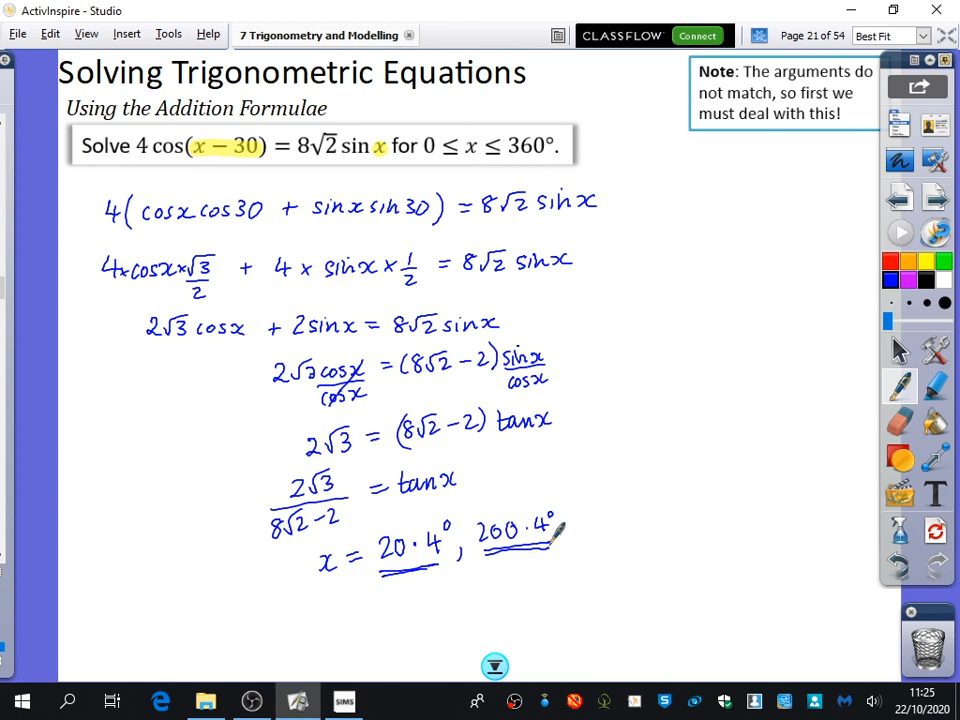 ActivInspire - Studio
File Edit View Insert Tools Help
7 Trigonometry and Modelling
CLASSFLOW Connect
Page 21 of 54
Best Fit
Solving Trigonometric Equations
Using the Addition Formulae
Note: The arguments do
not match, so first we
must deal with this!
Solve 4 cos(x − 30) = 8√2 sin x for 0 ≤ x ≤ 360°.
4(cosx cos30 + sinx sin30) = 8√2 sinx
4×cosx×√3/2 + 4 × sinx × 1/2 = 8√2 sinx
2√3 cosx + 2sinx = 8√2 sinx
2√3 cosx/cosx = (8√2 − 2) sinx/cosx
2√3 = (8√2 − 2) tanx
2√3/(8√2 − 2) = tanx
x = 20·4°, 200·4°
T
SIMS
11:25
22/10/2020